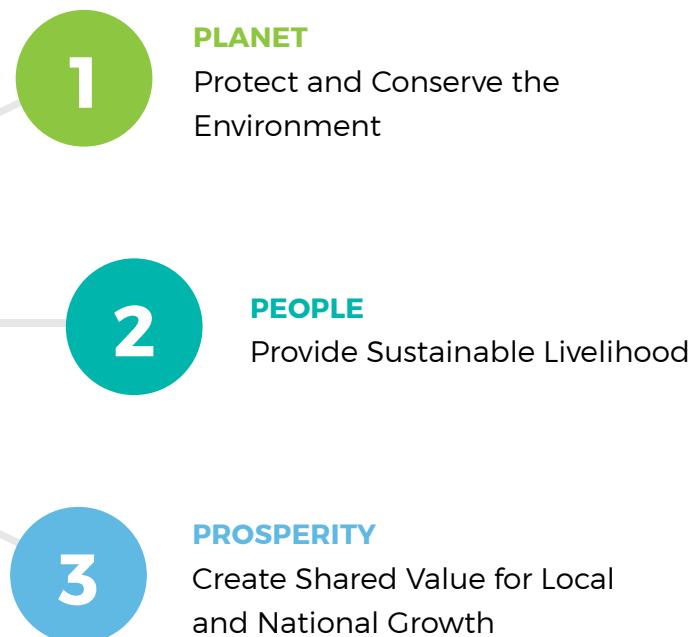 1
PLANET
Protect and Conserve the
Environment
2
PEOPLE
Provide Sustainable Livelihood
3
PROSPERITY
Create Shared Value for Local
and National Growth